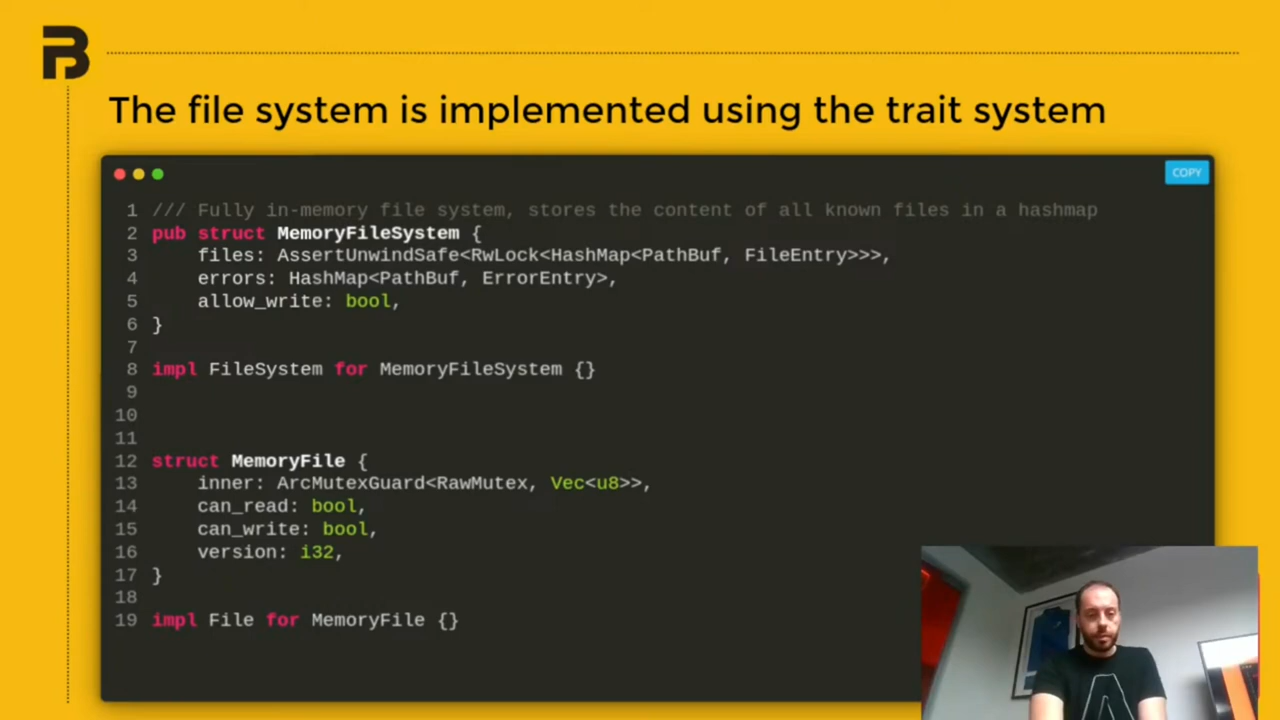 B
The file system is implemented using the trait system
COPY
1 /// Fully in-memory file system, stores the content of all known files in a hashmap
2 pub struct MemoryFileSystem {
3     files: AssertUnwindSafe<RwLock<HashMap<PathBuf, FileEntry>>>,
4     errors: HashMap<PathBuf, ErrorEntry>,
5     allow_write: bool,
6 }
7
8 impl FileSystem for MemoryFileSystem {}
9
10
11
12 struct MemoryFile {
13     inner: ArcMutexGuard<RawMutex, Vec<u8>>,
14     can_read: bool,
15     can_write: bool,
16     version: i32,
17 }
18
19 impl File for MemoryFile {}